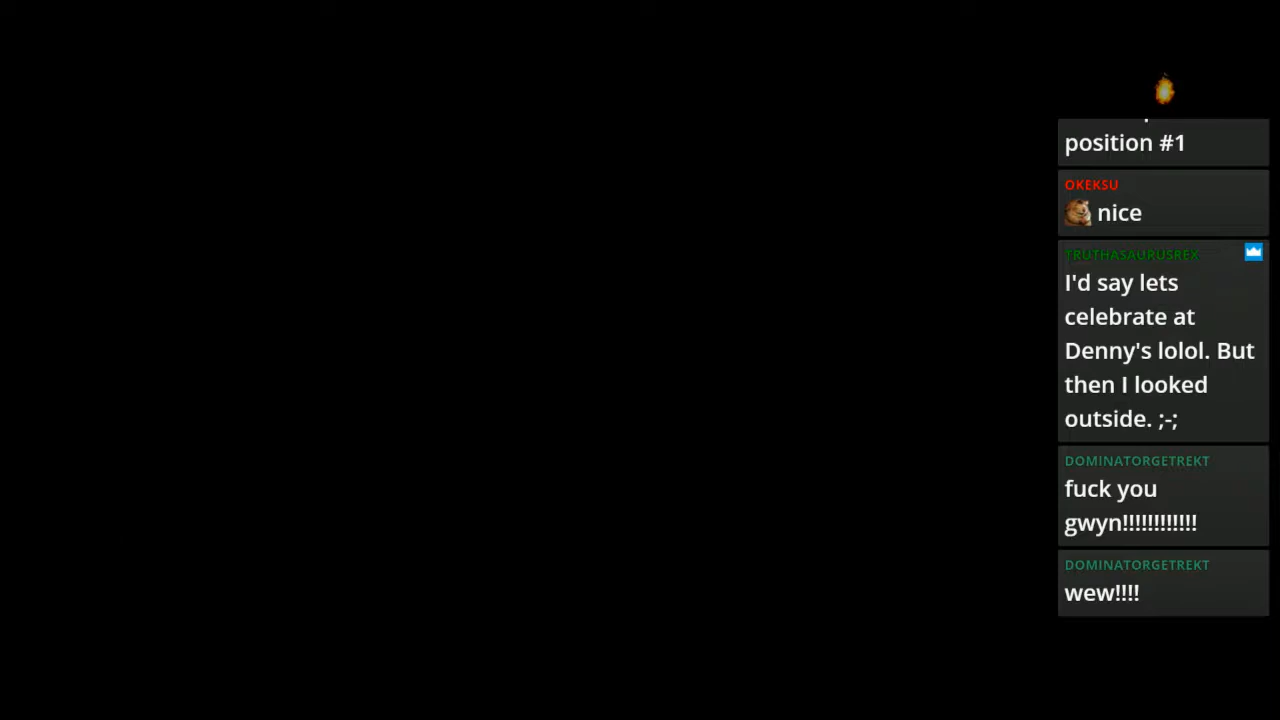 position #1
OKEKSU
nice
TRUTHASAURUSREX
I'd say lets
celebrate at
Denny's lolol. But
then I looked
outside. ;-;
DOMINATORGETREKT
fuck you
gwyn!!!!!!!!!!!!
DOMINATORGETREKT
wew!!!!